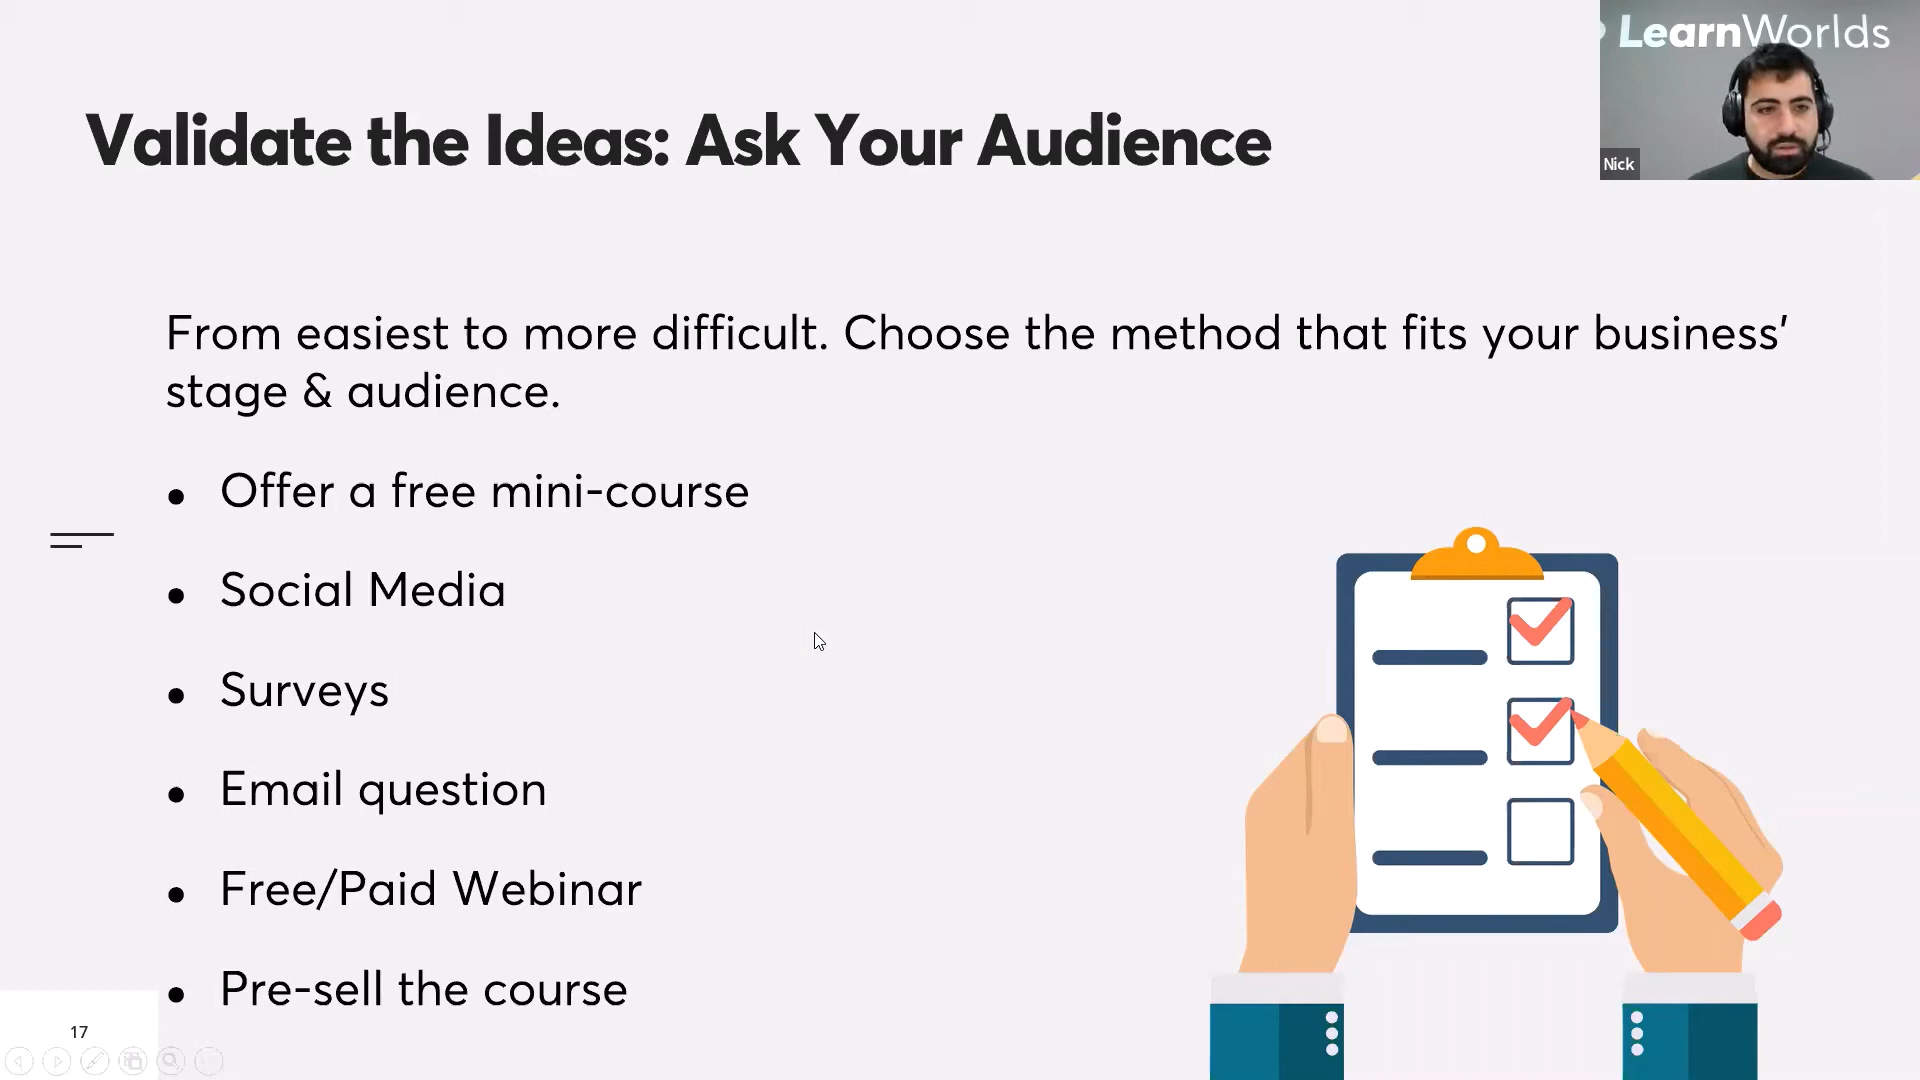 LearnWorlds
Nick
Validate the Ideas: Ask Your Audience
From easiest to more difficult. Choose the method that fits your business’
stage & audience.
• Offer a free mini-course
• Social Media
• Surveys
• Email question
• Free/Paid Webinar
• Pre-sell the course
17